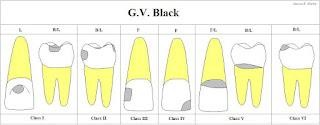 G.V. Black
L B/L B/L F F F/L B/L B/L
Class I Class II Class III Class IV Class V Class VI